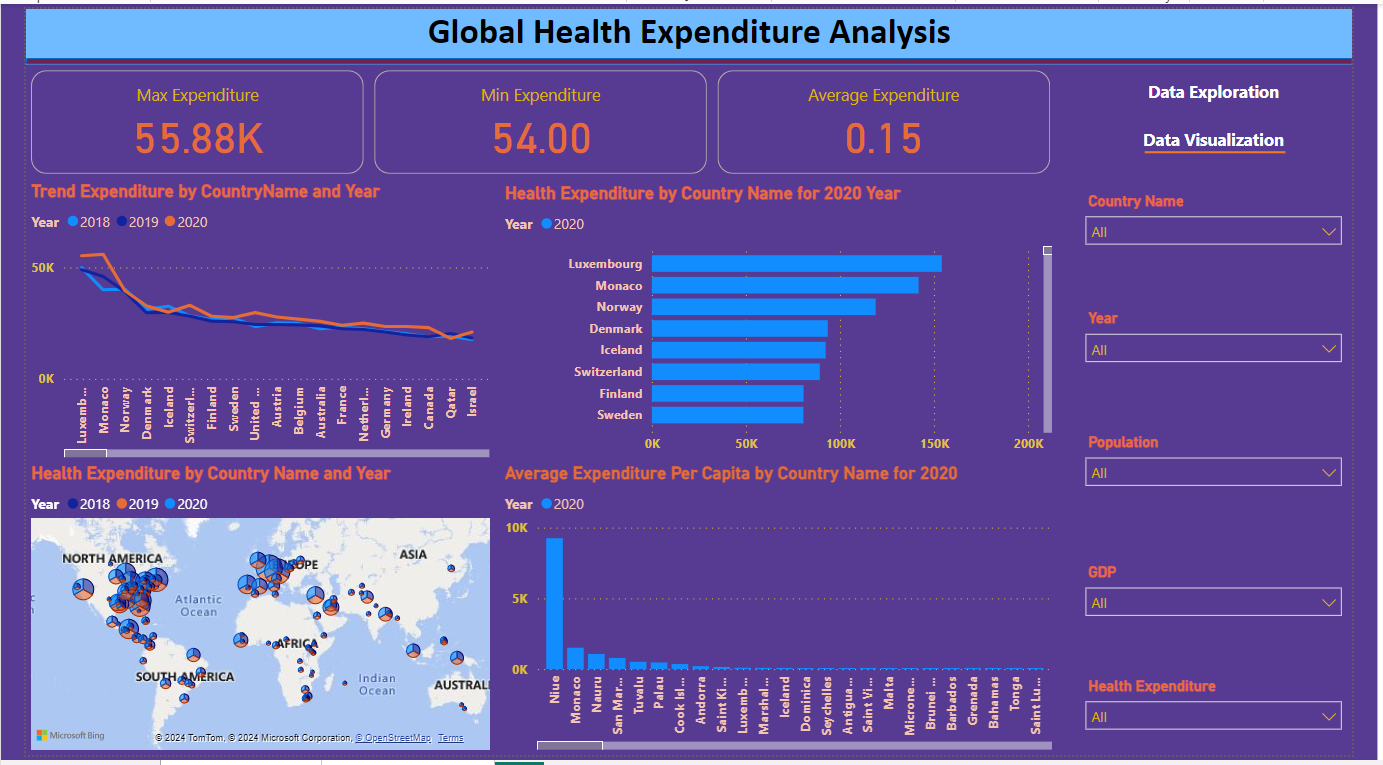 Global Health Expenditure Analysis
Max Expenditure
55.88K
Min Expenditure
54.00
Average Expenditure
0.15
Data Exploration
Data Visualization
Trend Expenditure by CountryName and Year
Year 2018 2019 2020
50K
0K
Luxemb...
Monaco
Norway
Denmark
Iceland
Switzerl...
Finland
Sweden
United ...
Austria
Belgium
Australia
France
Netherl...
Germany
Ireland
Canada
Qatar
Israel
Health Expenditure by Country Name for 2020 Year
Year 2020
Luxembourg
Monaco
Norway
Denmark
Iceland
Switzerland
Finland
Sweden
0K 50K 100K 150K 200K
Country Name
All
Year
All
Population
All
GDP
All
Health Expenditure
All
Health Expenditure by Country Name and Year
Year 2018 2019 2020
NORTH AMERICA
EUROPE
ASIA
Atlantic
Ocean
AFRICA
SOUTH AMERICA
Indian
Ocean
AUSTRALI
Microsoft Bing
© 2024 TomTom, © 2024 Microsoft Corporation, © OpenStreetMap Terms
Average Expenditure Per Capita by Country Name for 2020
Year 2020
10K
5K
0K
Niue
Monaco
Nauru
San Mar...
Tuvalu
Palau
Cook Isl...
Andorra
Saint Ki...
Luxemb...
Marshal...
Iceland
Dominica
Seychelles
Antigua...
Saint Vi...
Malta
Microne...
Brunei ...
Barbados
Grenada
Bahamas
Tonga
Saint Lu...